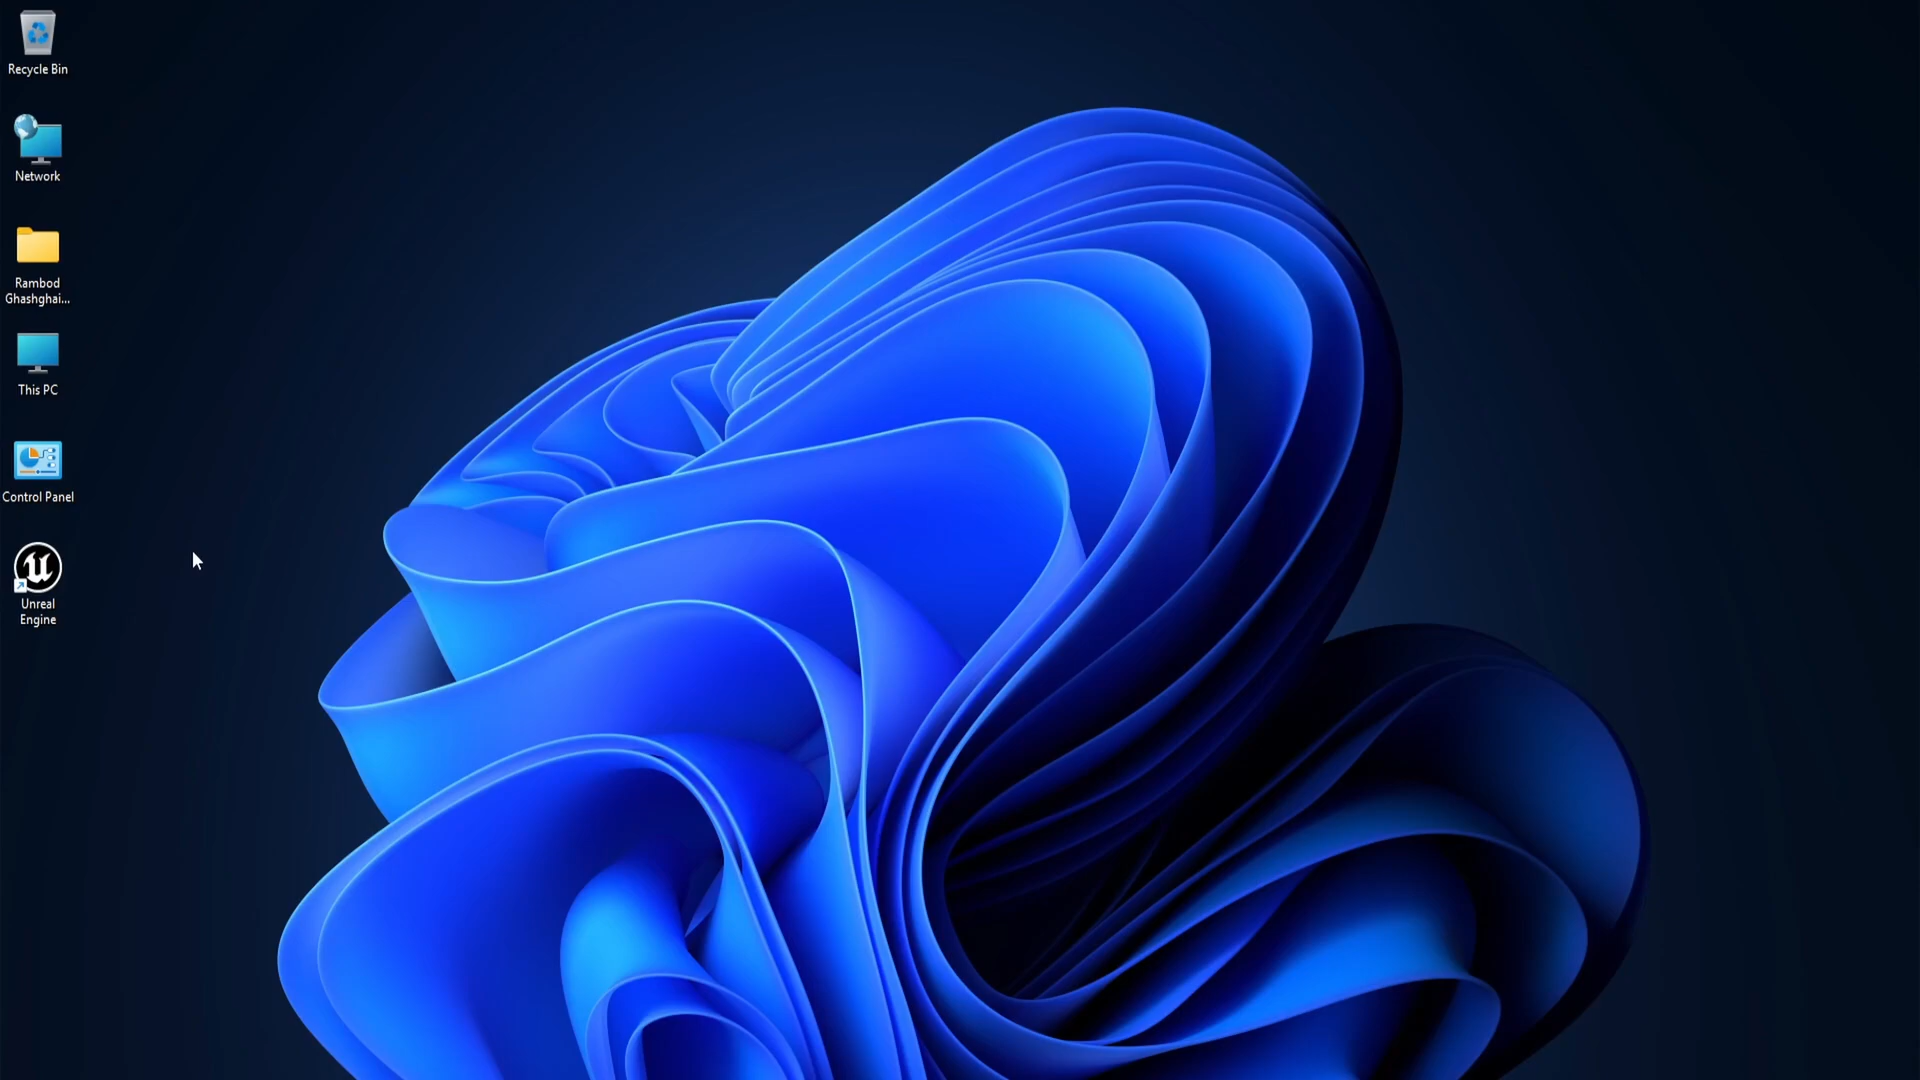 Recycle Bin
Network
Rambod
Ghashghai...
This PC
Control Panel
Unreal
Engine